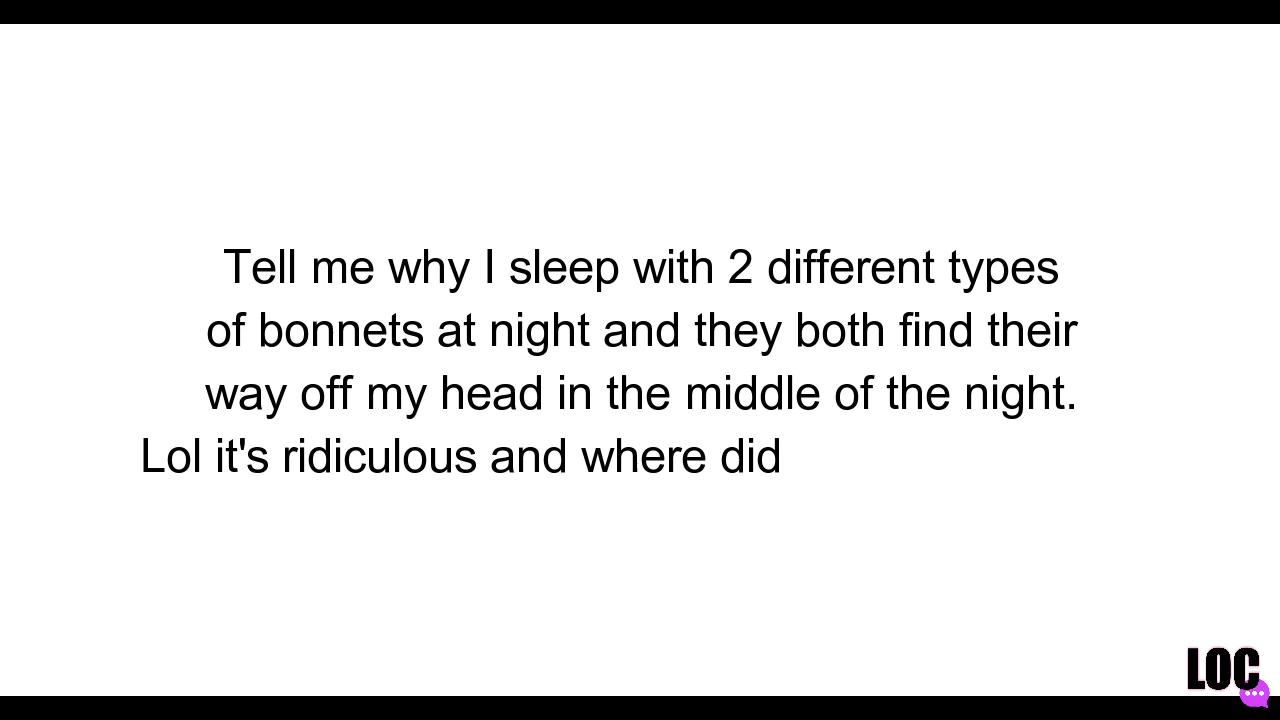 Tell me why I sleep with 2 different types
of bonnets at night and they both find their
way off my head in the middle of the night.
Lol it's ridiculous and where did
LOC